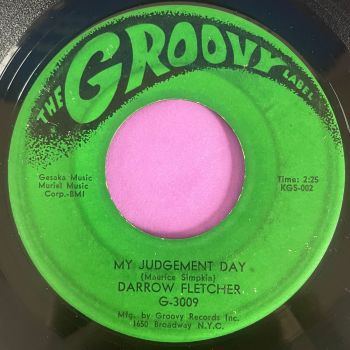 THE GROOVY LABEL
Gesaka Music
Muriel Music
Corp.-BMI
Time: 2:25
KGS-002
MY JUDGEMENT DAY
(Maurice Simpkin)
DARROW FLETCHER
G-3009
Mfg. by Groovy Records Inc.
1650 Broadway N.Y.C.